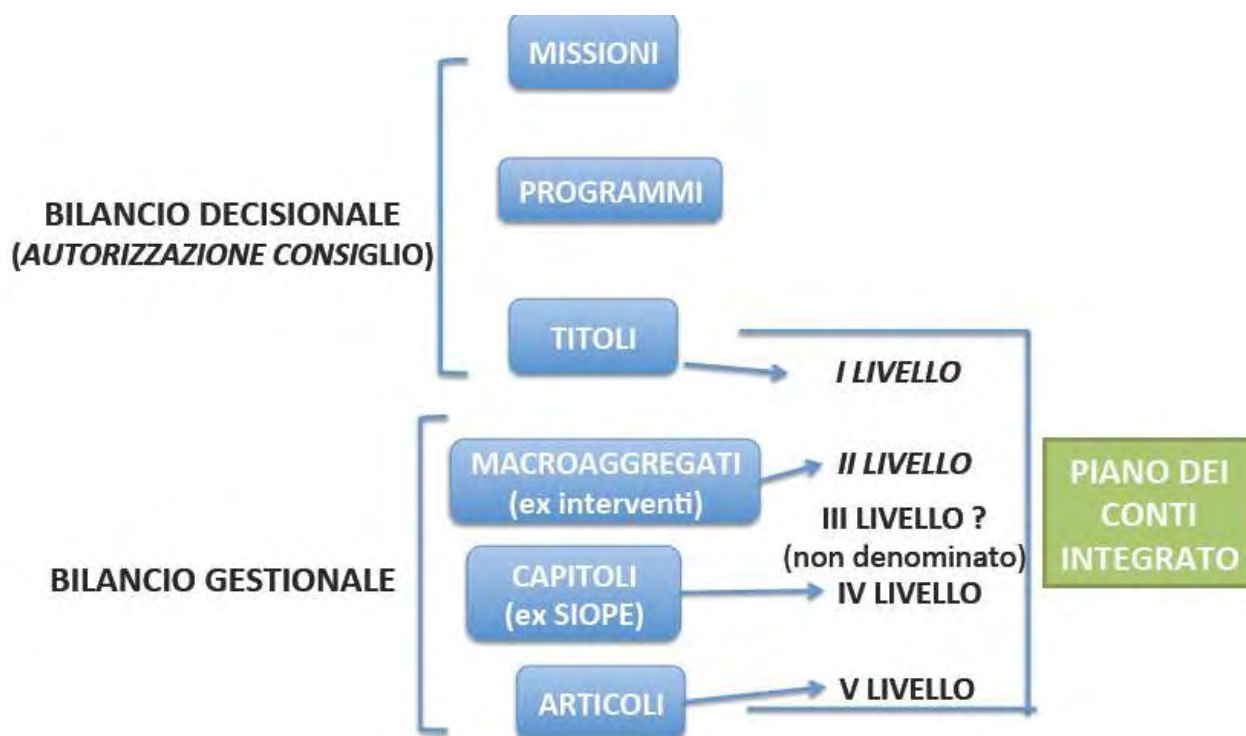 MISSIONI
PROGRAMMI
BILANCIO DECISIONALE
(AUTORIZZAZIONE CONSIGLIO)
TITOLI
I LIVELLO
MACROAGGREGATI
(ex interventi)
II LIVELLO
III LIVELLO ?
(non denominato)
BILANCIO GESTIONALE
CAPITOLI
(ex SIOPE)
IV LIVELLO
ARTICOLI
V LIVELLO
PIANO DEI
CONTI
INTEGRATO